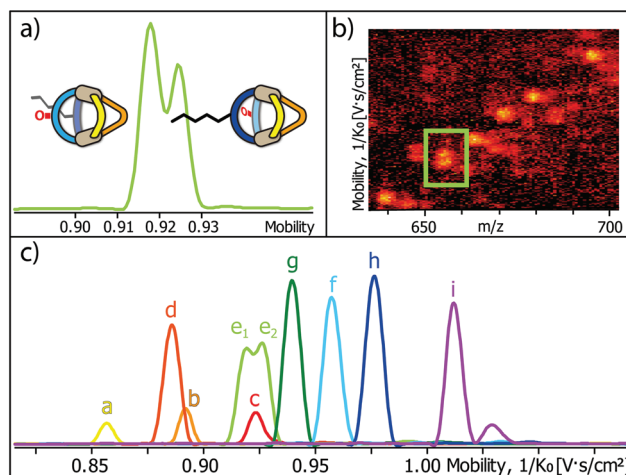 a)
O
O
0.90 0.91 0.92 0.93 Mobility
b)
Mobility, 1/K₀[V·s/cm²]
650 m/z 700
c)
g
h
d
f
i
e₁ e₂
a
b
c
0.85 0.90 0.95 1.00 Mobility, 1/K₀[V·s/cm²]